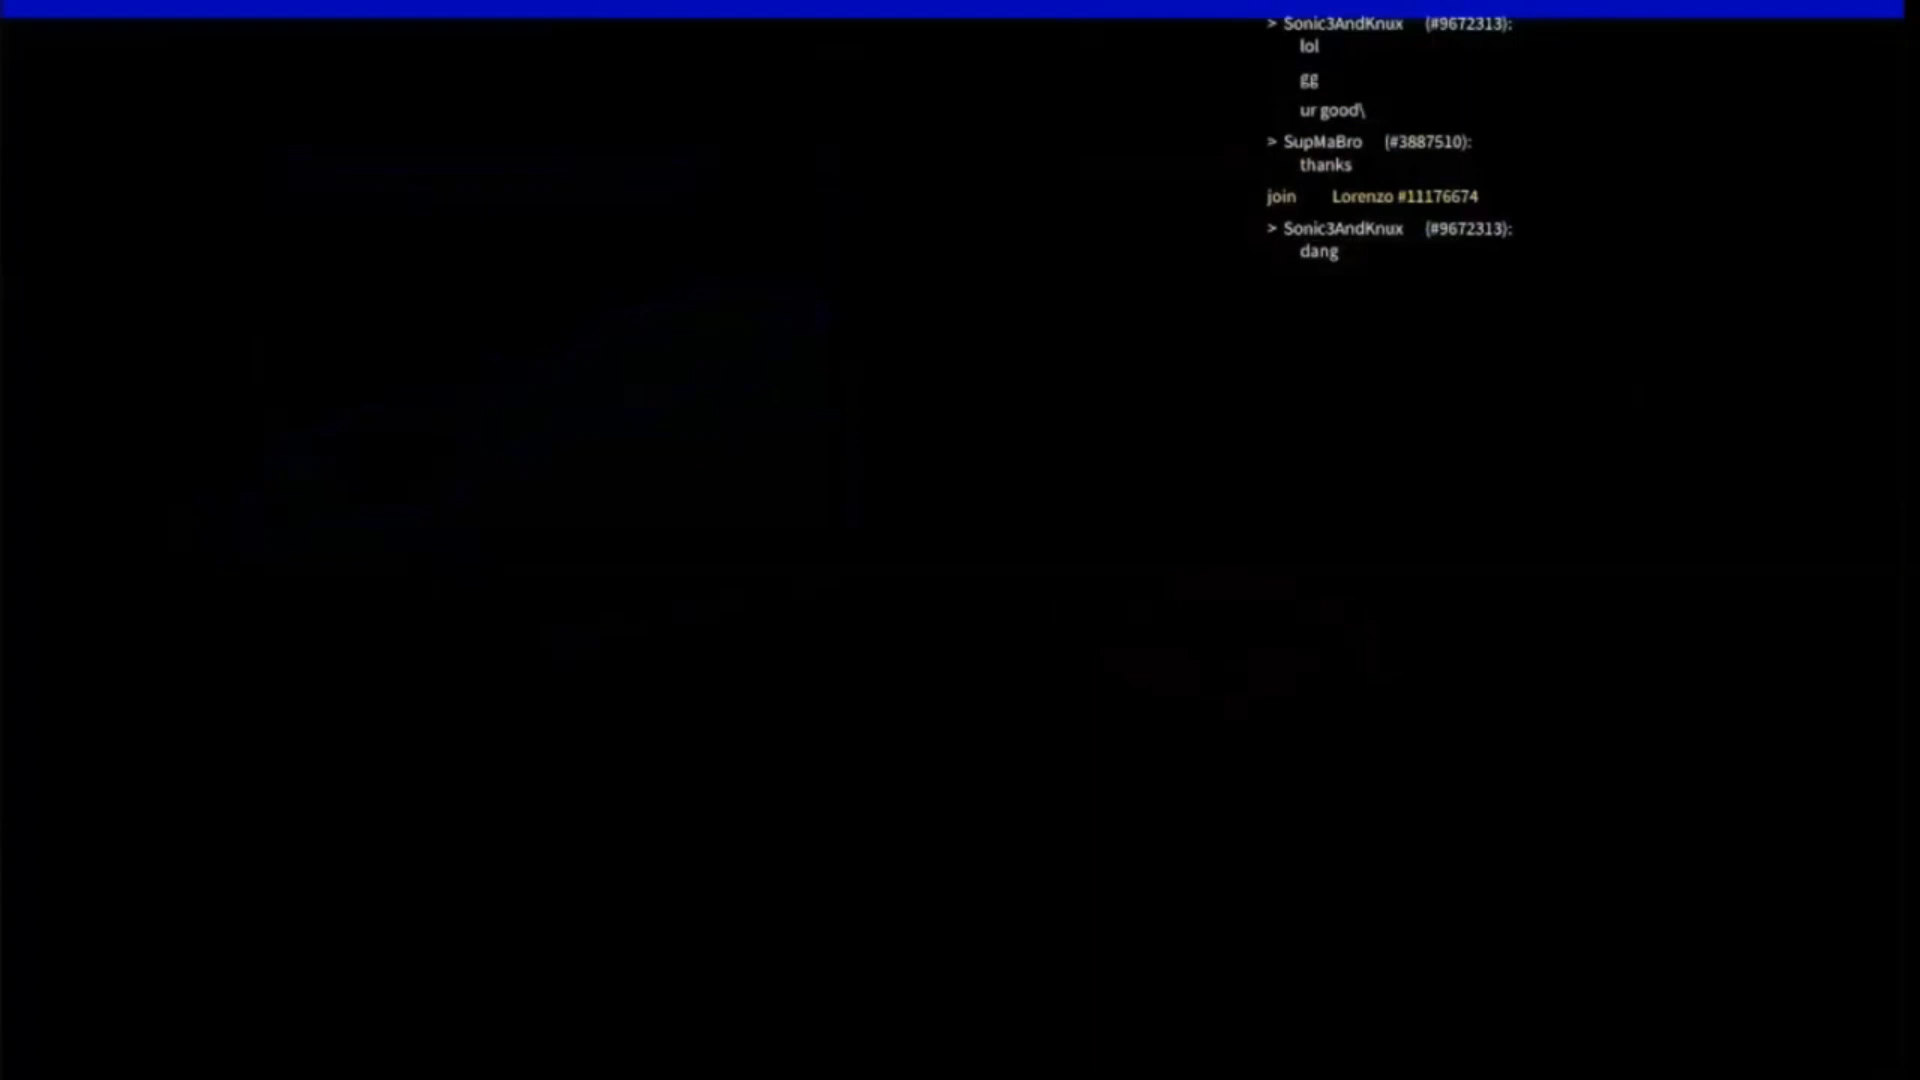 > Sonic3AndKnux (#9672313):
lol
gg
ur good\
> SupMaBro (#3887510):
thanks
join Lorenzo #11176674
> Sonic3AndKnux (#9672313):
dang